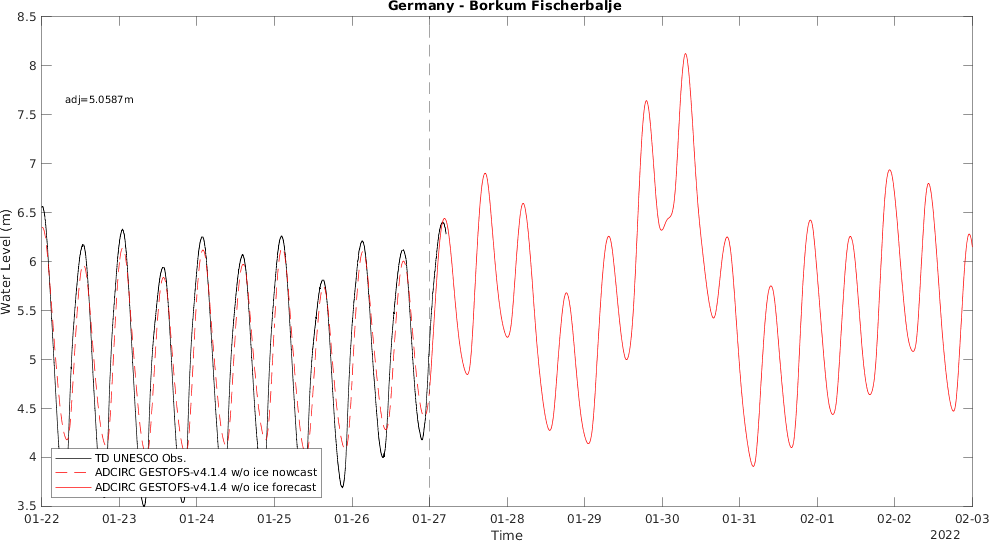 Germany - Borkum Fischerbalje
8.5
8
7.5
7
6.5
6
5.5
5
4.5
4
3.5
Water Level (m)
adj=5.0587m
TD UNESCO Obs.
ADCIRC GESTOFS-v4.1.4 w/o ice nowcast
ADCIRC GESTOFS-v4.1.4 w/o ice forecast
01-22 01-23 01-24 01-25 01-26 01-27 01-28 01-29 01-30 01-31 02-01 02-02 02-03
Time
2022